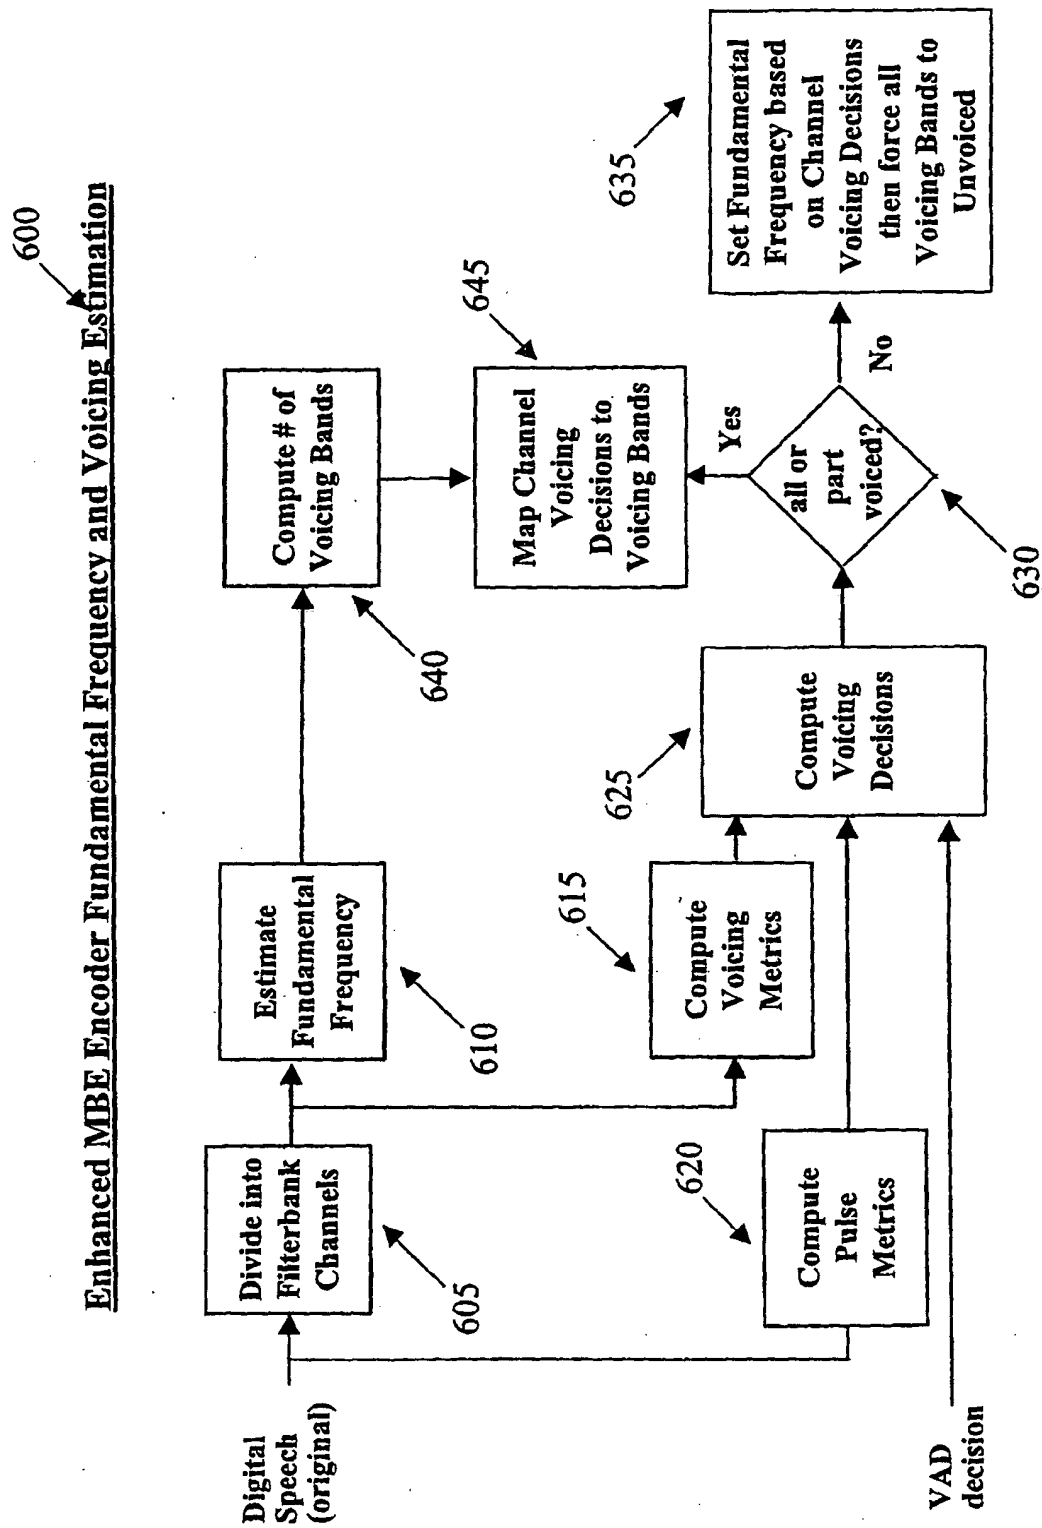 Enhanced MBE Encoder Fundamental Frequency and Voicing Estimation
600
Digital
Speech
(original)
Divide into
Filterbank
Channels
605
Estimate
Fundamental
Frequency
610
Compute # of
Voicing Bands
640
Map Channel
Voicing
Decisions to
Voicing Bands
645
Compute
Voicing
Metrics
615
Compute
Pulse
Metrics
620
VAD
decision
Compute
Voicing
Decisions
625
all or
part
voiced?
630
Yes
No
Set Fundamental
Frequency based
on Channel
Voicing Decisions
then force all
Voicing Bands to
Unvoiced
635